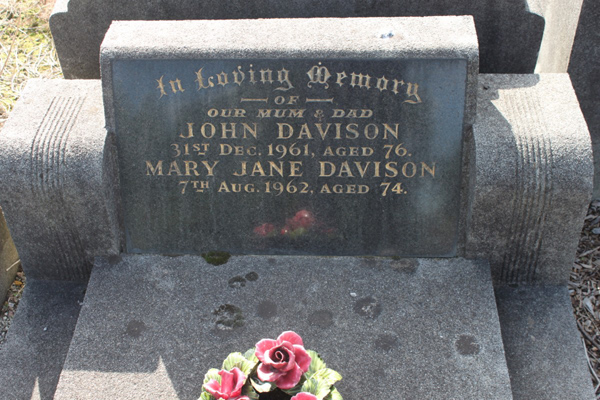 In Loving Memory
OF
OUR MUM & DAD
JOHN DAVISON
31ST DEC. 1961, AGED 76.
MARY JANE DAVISON
7TH AUG. 1962, AGED 74.